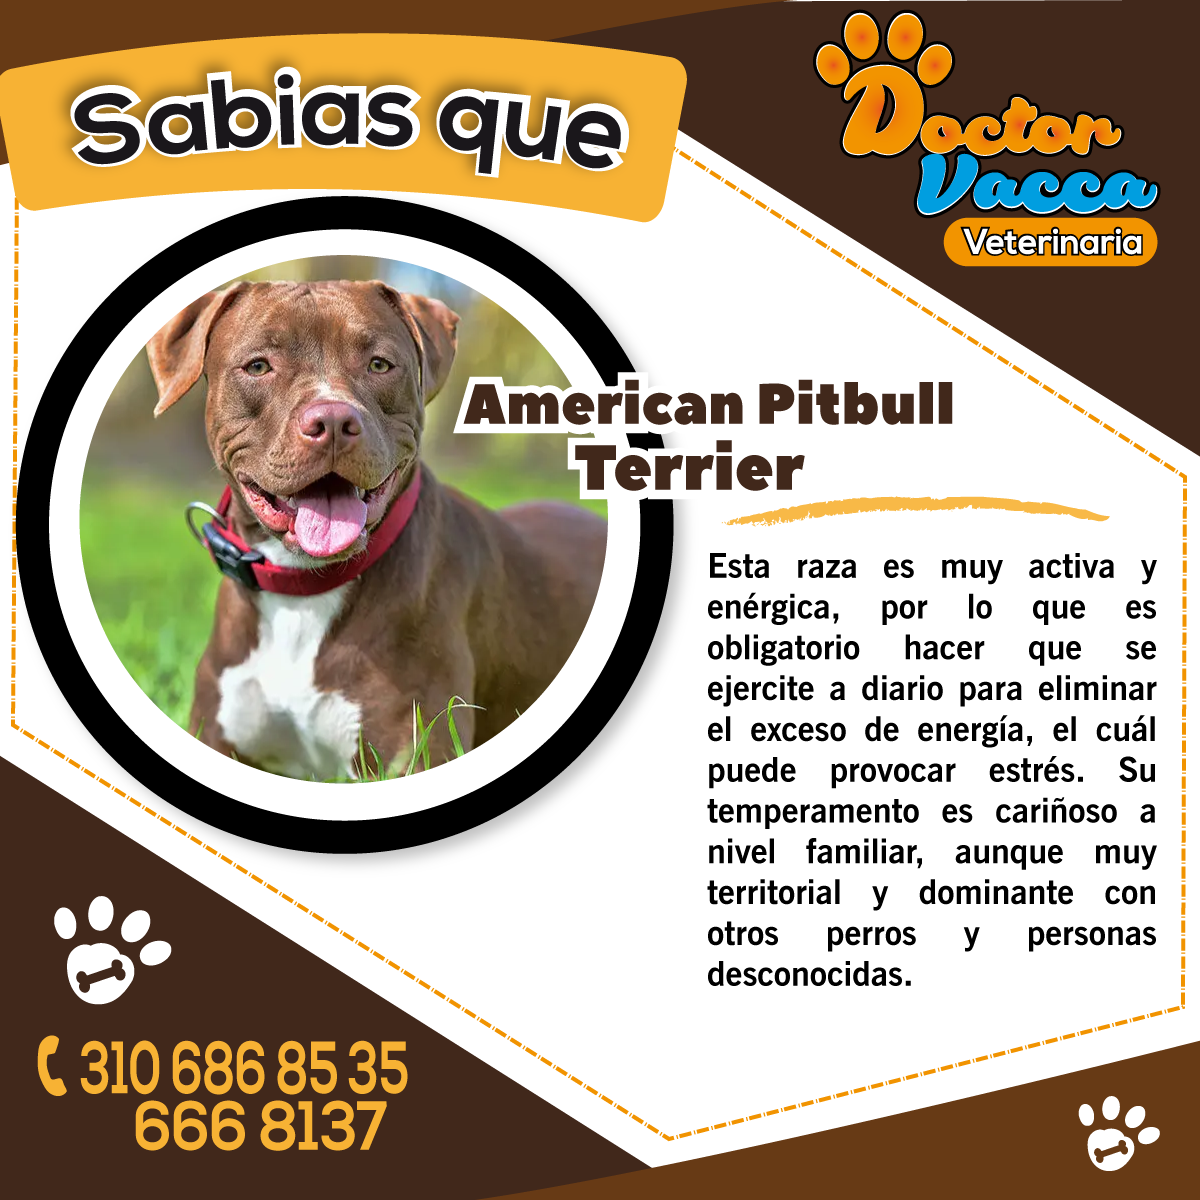 Sabias que
Doctor
Vacca
Veterinaria
American Pitbull
Terrier
Esta raza es muy activa y
enérgica, por lo que es
obligatorio hacer que se
ejercite a diario para eliminar
el exceso de energía, el cuál
puede provocar estrés. Su
temperamento es cariñoso a
nivel familiar, aunque muy
territorial y dominante con
otros perros y personas
desconocidas.
310 686 85 35
666 8137